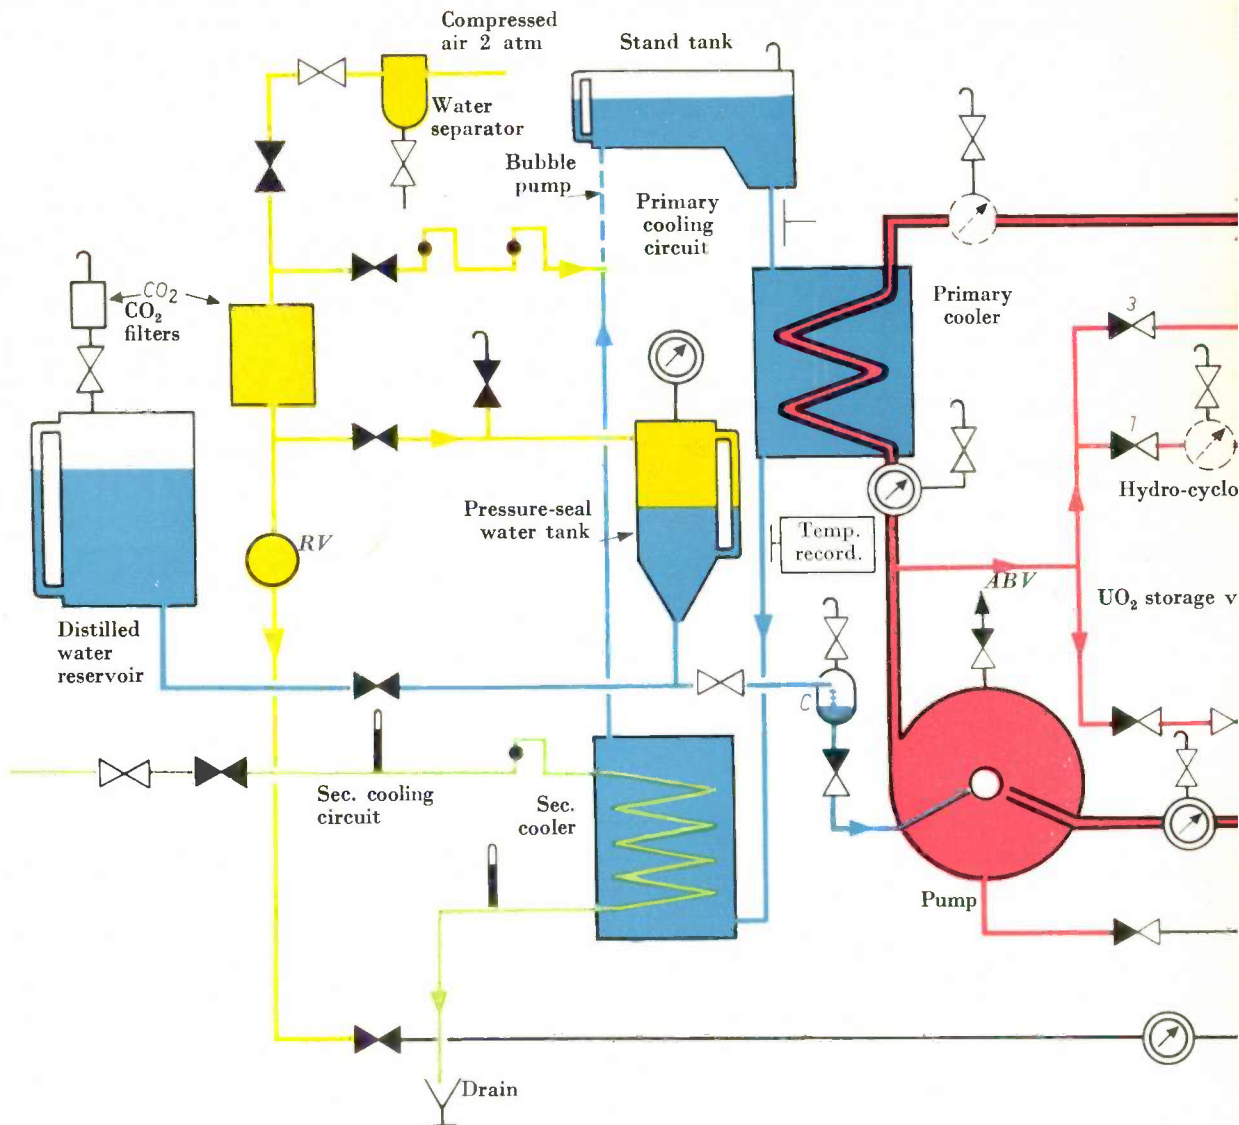 Compressed
air 2 atm
Stand tank
Water
separator
Bubble
pump
Primary
cooling
circuit
CO2
CO2
filters
Primary
cooler
3
1
Hydro-cyclo
Pressure-seal
water tank
RV
Temp.
record.
ABV
UO2 storage v
Distilled
water
reservoir
C
Sec. cooling
circuit
Sec.
cooler
Pump
Drain